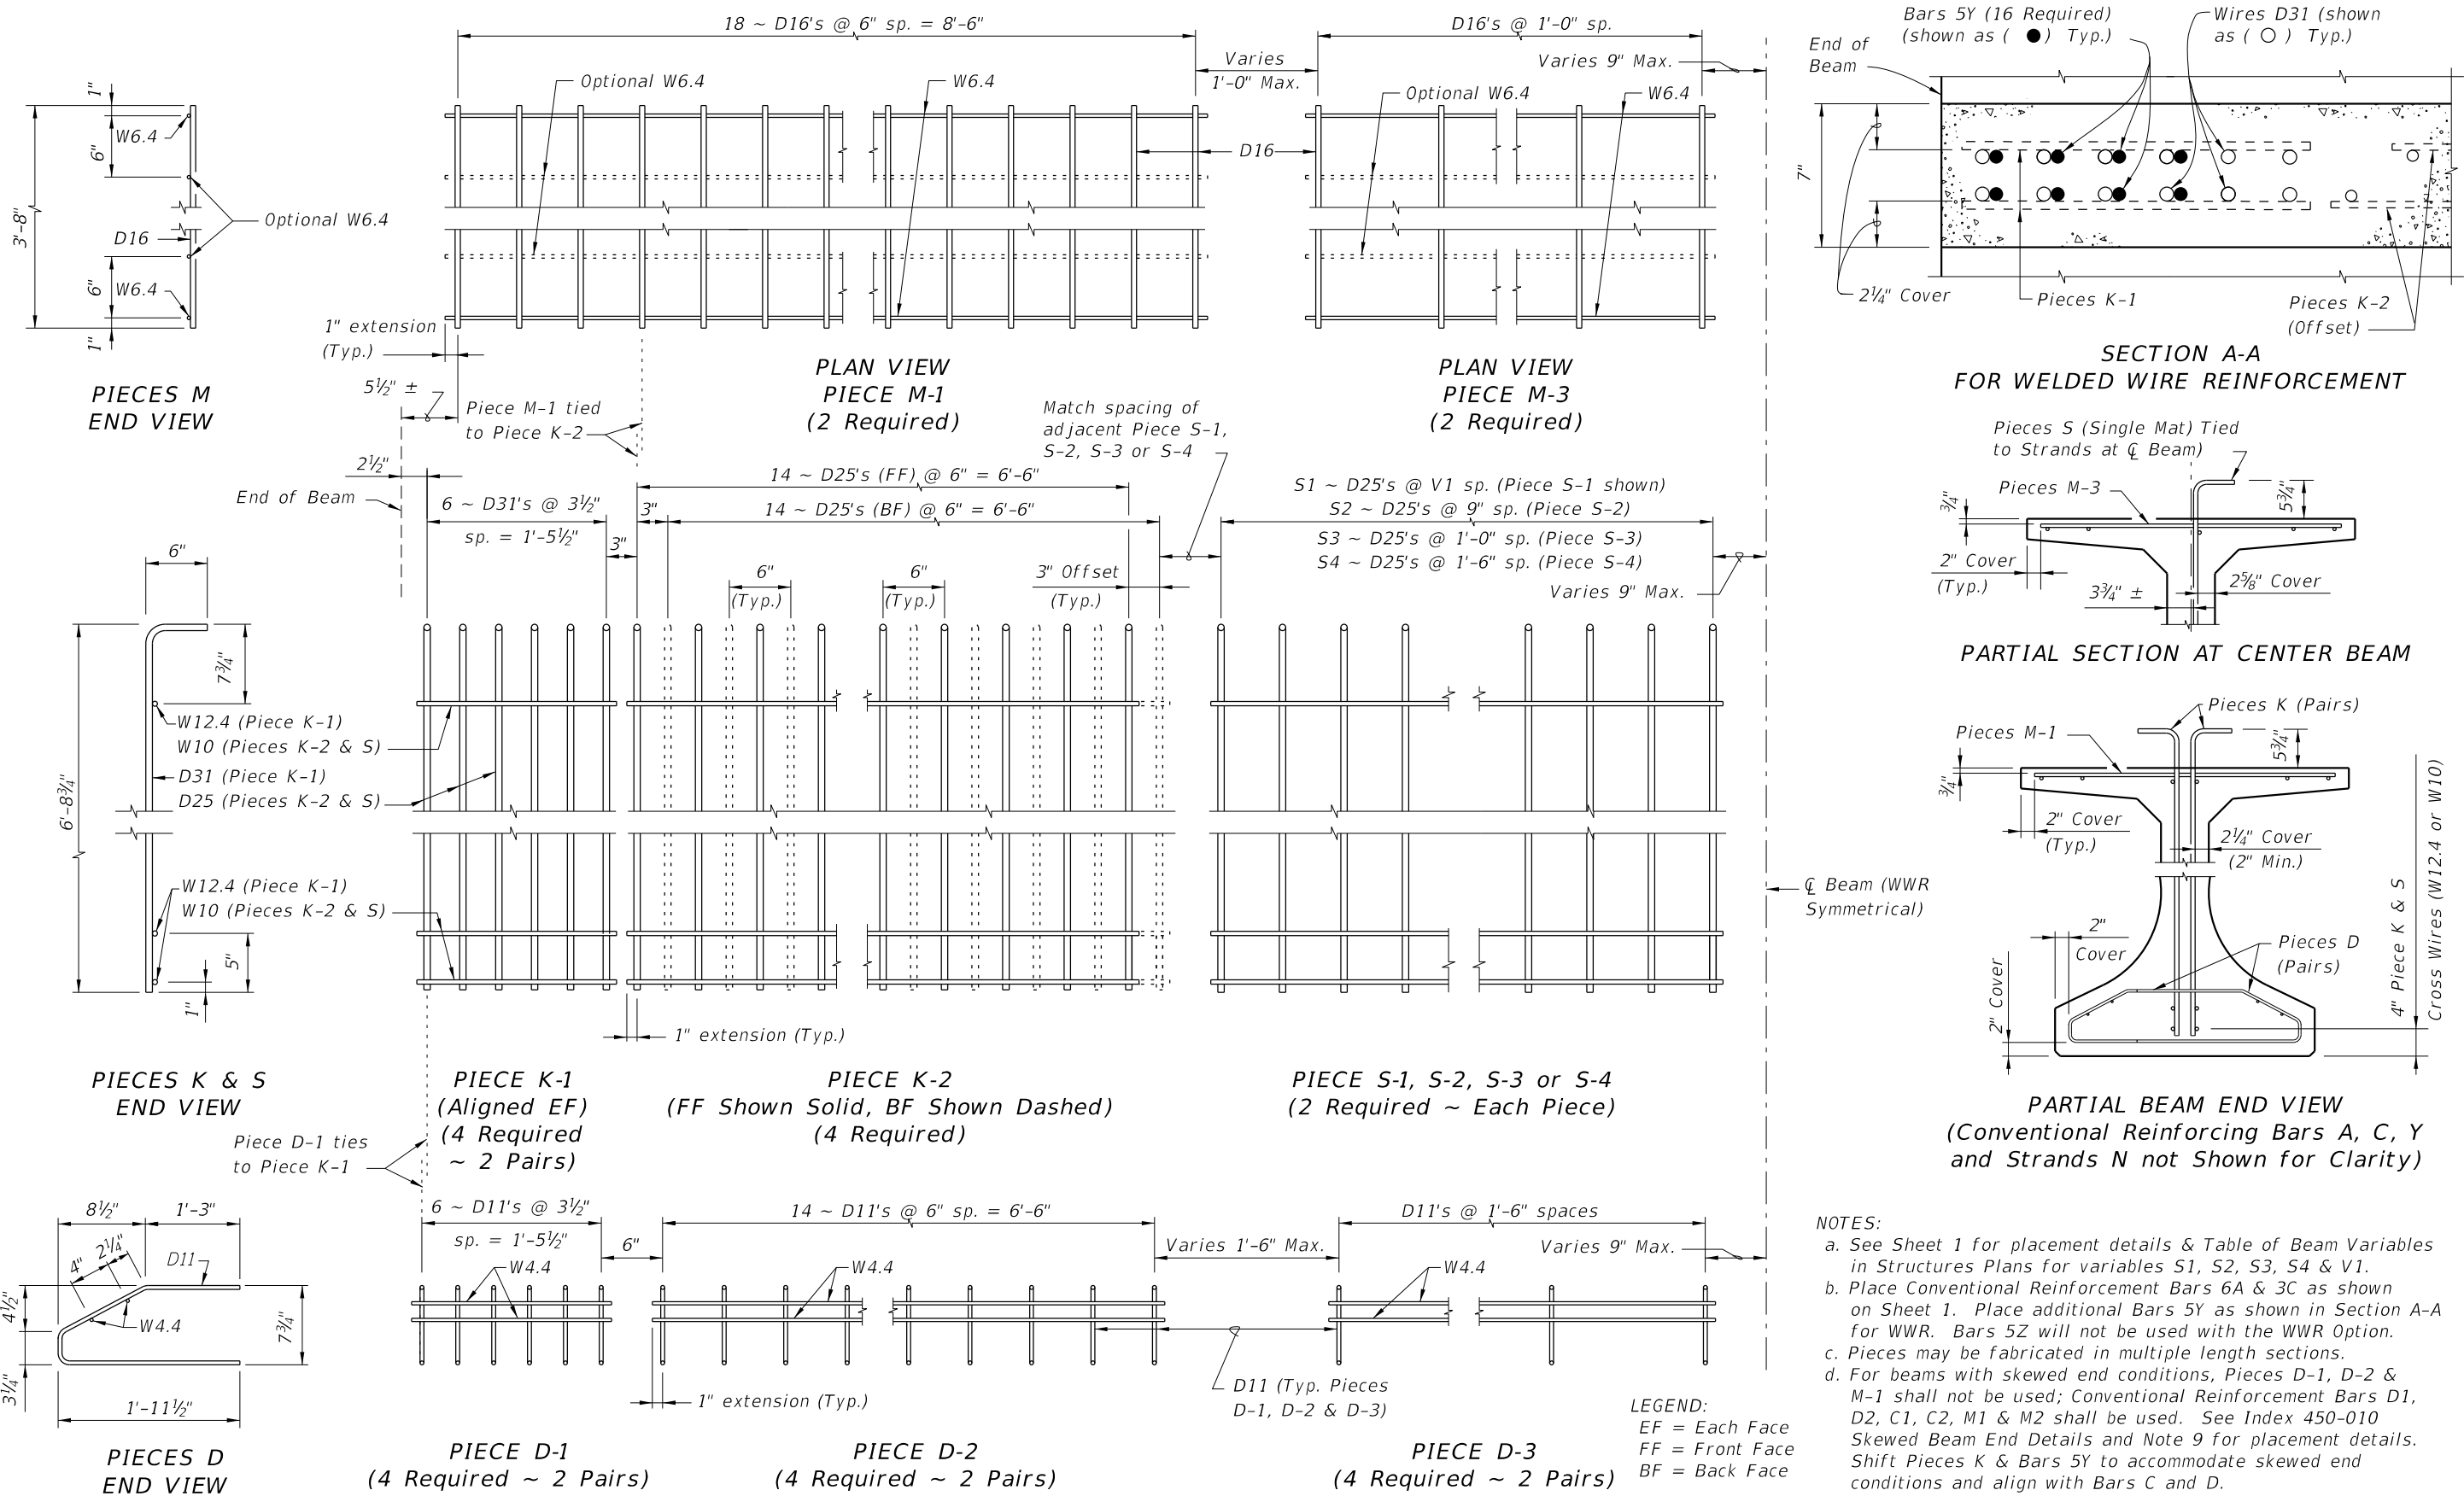 18 ~ D16's @ 6" sp. = 8'-6"
D16's @ 1'-0" sp.
Varies
1'-0" Max.
Varies 9" Max.
Optional W6.4
W6.4
Optional W6.4
W6.4
D16
1"
6"
W6.4
3'-8"
Optional W6.4
D16
6"
W6.4
1"
PIECES M
END VIEW
1" extension
(Typ.)
5½" ±
PLAN VIEW
PIECE M-1
(2 Required)
PLAN VIEW
PIECE M-3
(2 Required)
Bars 5Y (16 Required)
(shown as ( ● ) Typ.)
Wires D31 (shown
as ( ○ ) Typ.)
End of
Beam
7"
2¼" Cover
Pieces K-1
Pieces K-2
(Offset)
SECTION A-A
FOR WELDED WIRE REINFORCEMENT
Piece M-1 tied
to Piece K-2
Match spacing of
adjacent Piece S-1,
S-2, S-3 or S-4
2½"
End of Beam
6 ~ D31's @ 3½"
sp. = 1'-5½"
3"
3"
14 ~ D25's (FF) @ 6" = 6'-6"
14 ~ D25's (BF) @ 6" = 6'-6"
6"
(Typ.)
6"
(Typ.)
3" Offset
(Typ.)
S1 ~ D25's @ V1 sp. (Piece S-1 shown)
S2 ~ D25's @ 9" sp. (Piece S-2)
S3 ~ D25's @ 1'-0" sp. (Piece S-3)
S4 ~ D25's @ 1'-6" sp. (Piece S-4)
Varies 9" Max.
6"
7¾"
W12.4 (Piece K-1)
W10 (Pieces K-2 & S)
D31 (Piece K-1)
D25 (Pieces K-2 & S)
6'-8¾"
W12.4 (Piece K-1)
W10 (Pieces K-2 & S)
5"
1"
PIECES K & S
END VIEW
1" extension (Typ.)
℄ Beam (WWR
Symmetrical)
PIECE K-1
(Aligned EF)
(4 Required
~ 2 Pairs)
PIECE K-2
(FF Shown Solid, BF Shown Dashed)
(4 Required)
PIECE S-1, S-2, S-3 or S-4
(2 Required ~ Each Piece)
Pieces S (Single Mat) Tied
to Strands at ℄ Beam)
Pieces M-3
¾"
5¾"
2" Cover
(Typ.)
3¾" ±
2⅝" Cover
PARTIAL SECTION AT CENTER BEAM
Pieces K (Pairs)
Pieces M-1
5¾"
¾"
2" Cover
(Typ.)
2¼" Cover
(2" Min.)
2"
Cover
Pieces D
(Pairs)
2" Cover
4" Piece K & S
Cross Wires (W12.4 or W10)
PARTIAL BEAM END VIEW
(Conventional Reinforcing Bars A, C, Y
and Strands N not Shown for Clarity)
Piece D-1 ties
to Piece K-1
8½"
1'-3"
4"
2¼"
D11
4½"
W4.4
7¾"
3¼"
1'-11½"
PIECES D
END VIEW
6 ~ D11's @ 3½"
sp. = 1'-5½"
6"
14 ~ D11's @ 6" sp. = 6'-6"
Varies 1'-6" Max.
D11's @ 1'-6" spaces
Varies 9" Max.
W4.4
W4.4
W4.4
1" extension (Typ.)
D11 (Typ. Pieces
D-1, D-2 & D-3)
PIECE D-1
(4 Required ~ 2 Pairs)
PIECE D-2
(4 Required ~ 2 Pairs)
PIECE D-3
(4 Required ~ 2 Pairs)
LEGEND:
EF = Each Face
FF = Front Face
BF = Back Face
NOTES:
a. See Sheet 1 for placement details & Table of Beam Variables
in Structures Plans for variables S1, S2, S3, S4 & V1.
b. Place Conventional Reinforcement Bars 6A & 3C as shown
on Sheet 1. Place additional Bars 5Y as shown in Section A-A
for WWR. Bars 5Z will not be used with the WWR Option.
c. Pieces may be fabricated in multiple length sections.
d. For beams with skewed end conditions, Pieces D-1, D-2 &
M-1 shall not be used; Conventional Reinforcement Bars D1,
D2, C1, C2, M1 & M2 shall be used. See Index 450-010
Skewed Beam End Details and Note 9 for placement details.
Shift Pieces K & Bars 5Y to accommodate skewed end
conditions and align with Bars C and D.